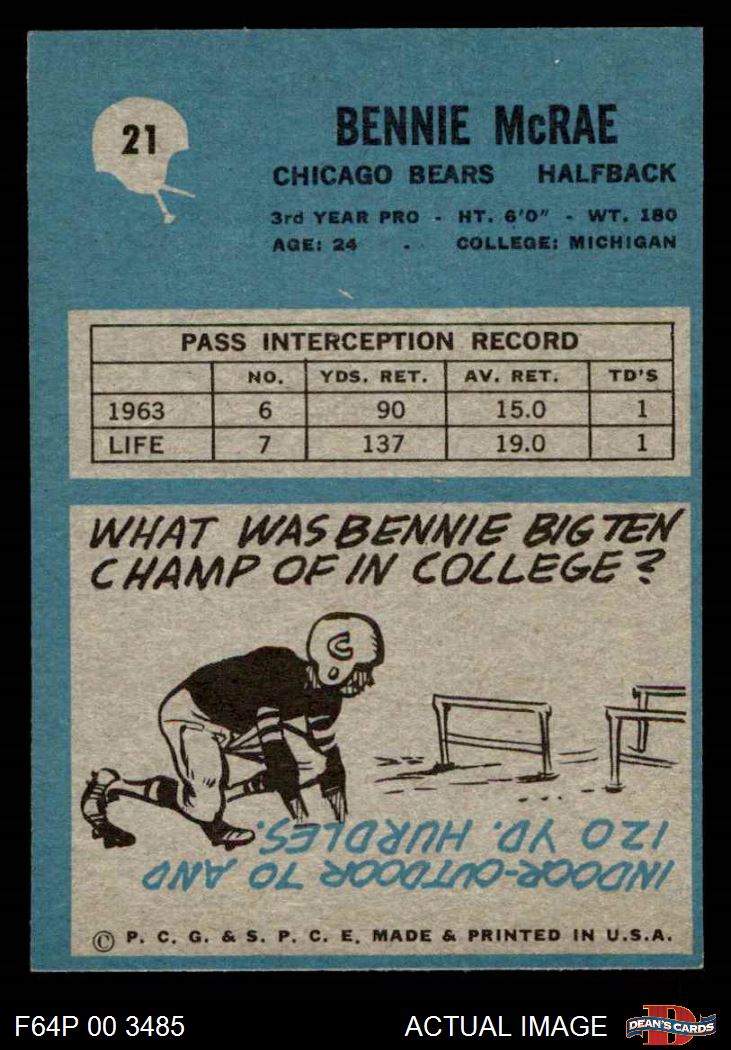 21
BENNIE McRAE
CHICAGO BEARS HALFBACK
3rd YEAR PRO - HT. 6'0" - WT. 180
AGE: 24 - COLLEGE: MICHIGAN
PASS INTERCEPTION RECORD
NO. YDS. RET. AV. RET. TD'S
1963 6 90 15.0 1
LIFE 7 137 19.0 1
WHAT WAS BENNIE BIG TEN
CHAMP OF IN COLLEGE?
C
INDOOR-OUTDOOR 70 AND
120 YD. HURDLES.
© P. C. G. & S. P. C. E. MADE & PRINTED IN U.S.A.
F64P 00 3485 ACTUAL IMAGE
D
DEAN'S CARDS